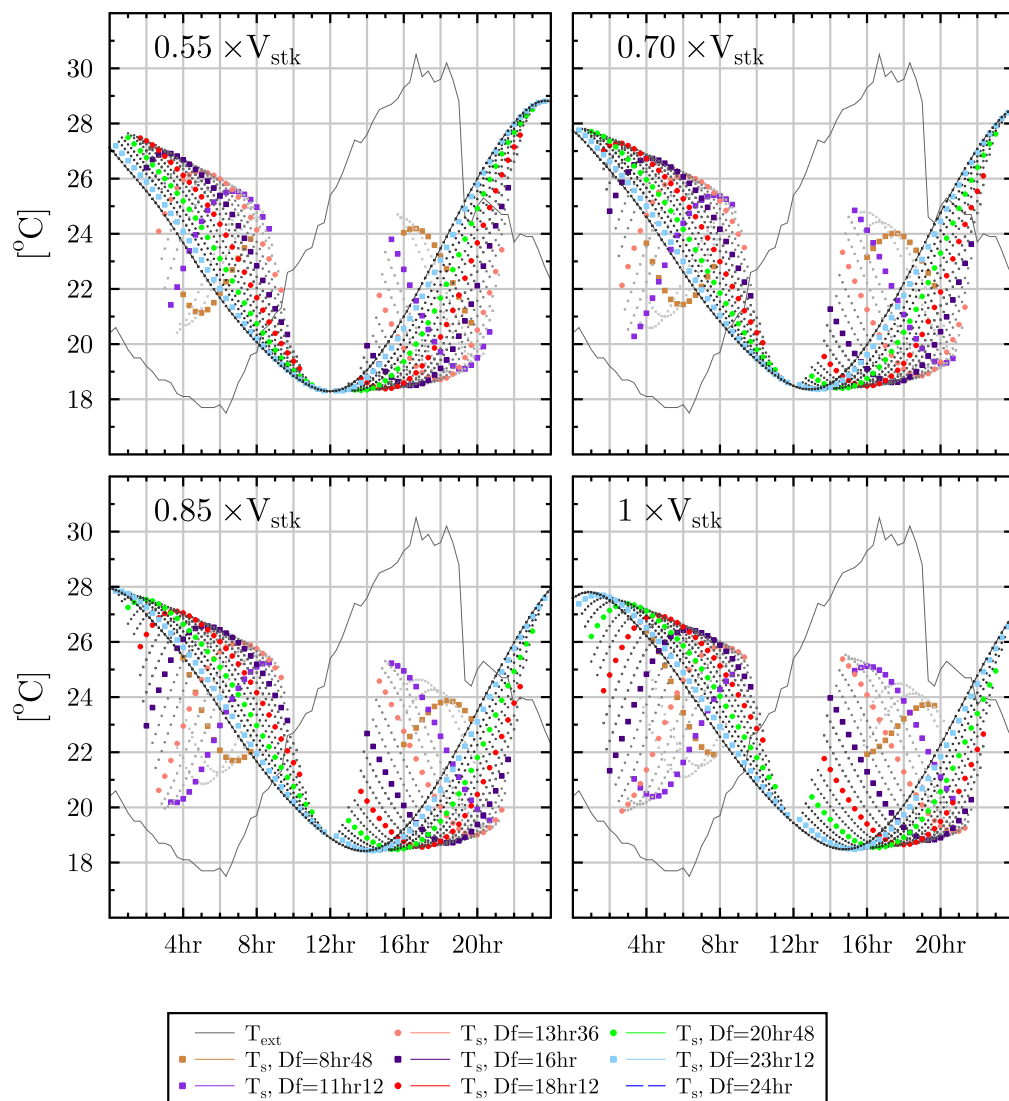 0.55 ×V_stk
0.70 ×V_stk
30
28
26
24
22
20
18
[°C]
0.85 ×V_stk
1 ×V_stk
30
28
26
24
22
20
18
[°C]
4hr 8hr 12hr 16hr 20hr
4hr 8hr 12hr 16hr 20hr
T_ext
T_s, Df=8hr48
T_s, Df=11hr12
T_s, Df=13hr36
T_s, Df=16hr
T_s, Df=18hr12
T_s, Df=20hr48
T_s, Df=23hr12
T_s, Df=24hr